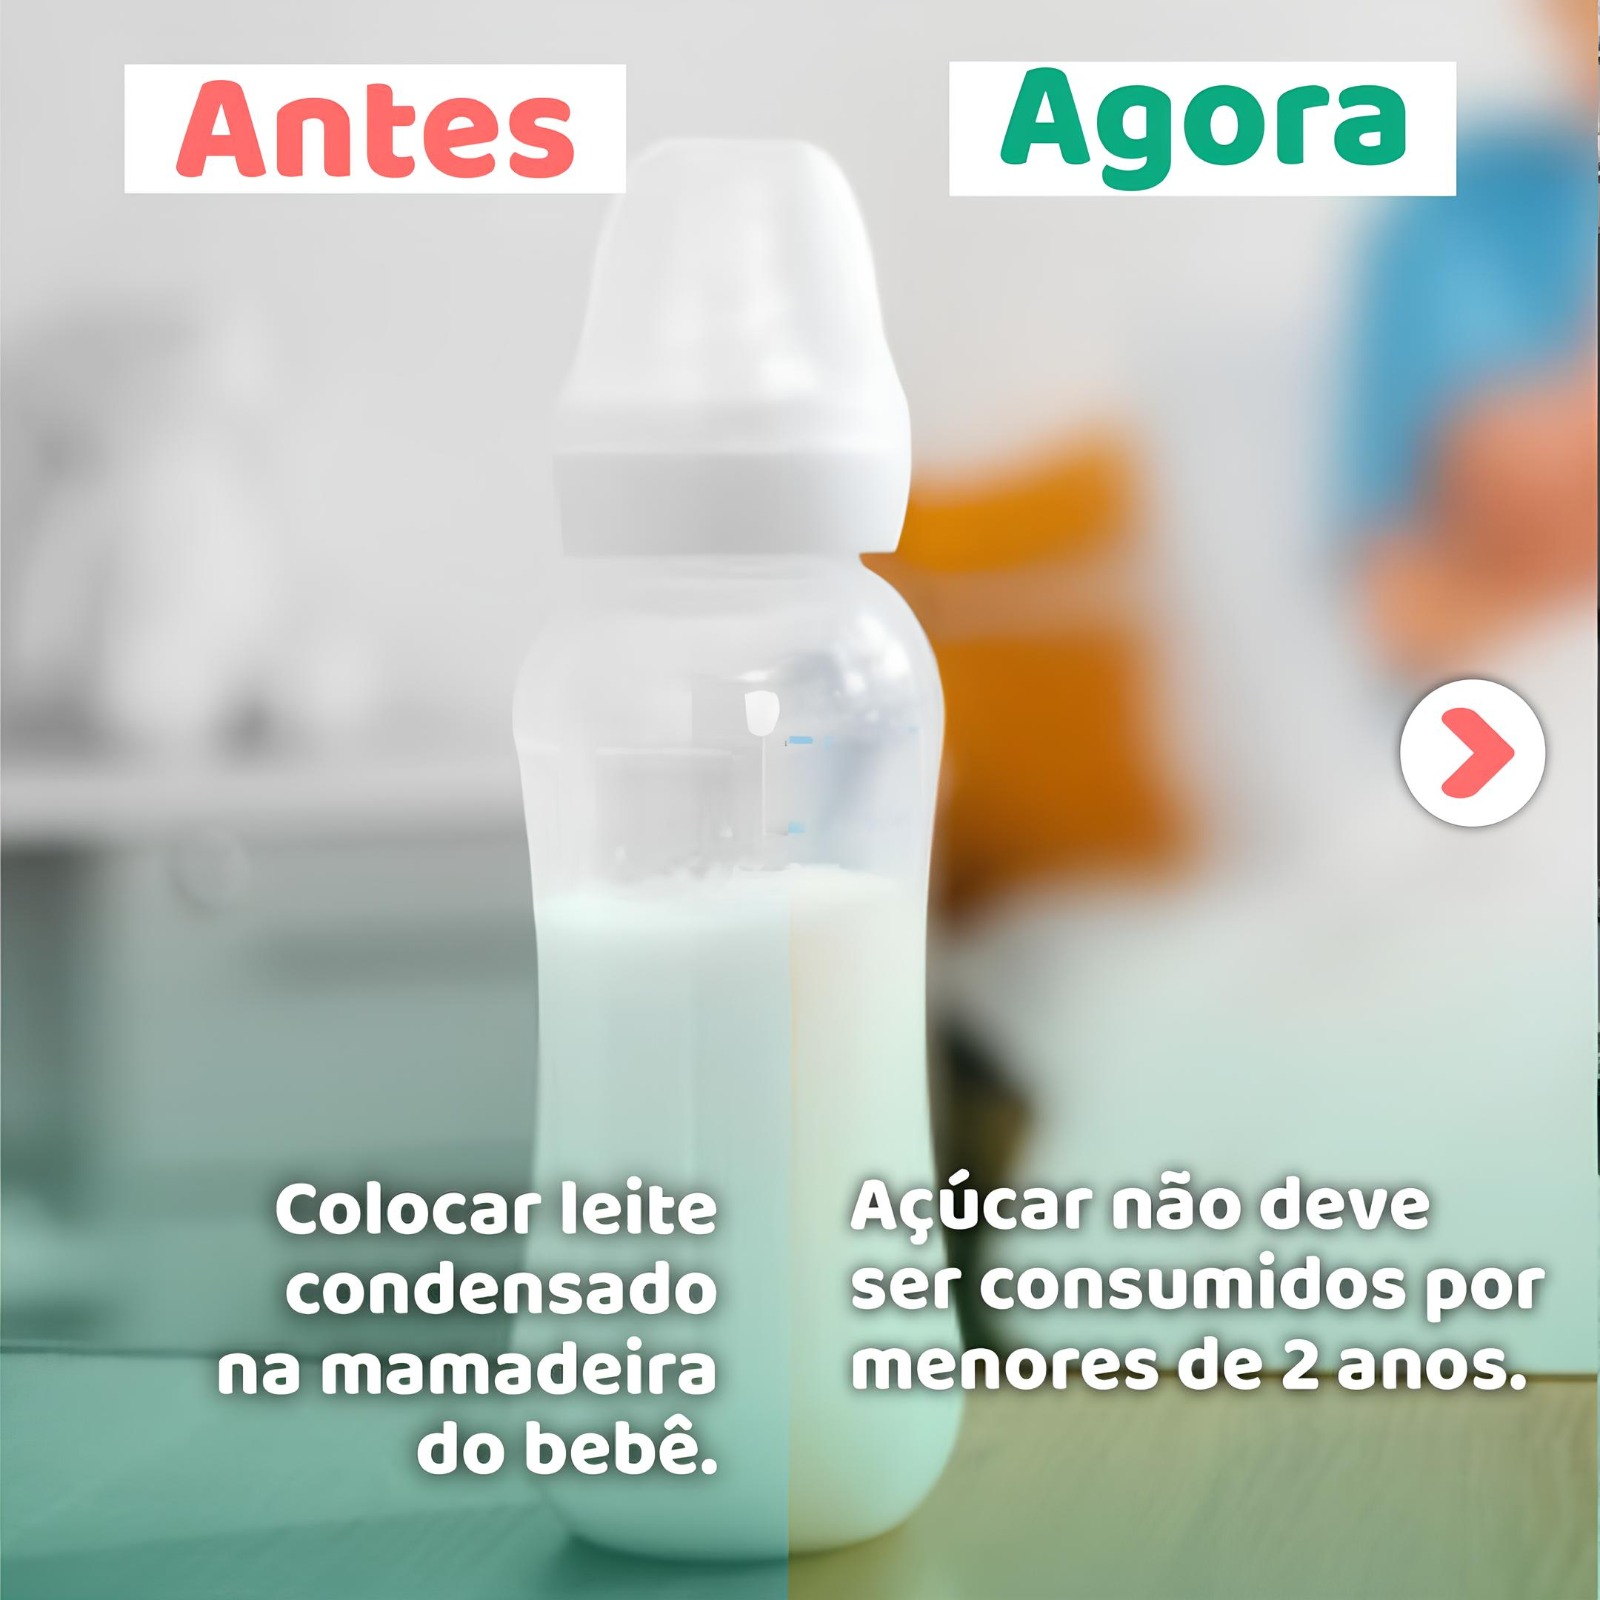 Antes
Agora
Colocar leite
condensado
na mamadeira
do bebê.
Açúcar não deve
ser consumidos por
menores de 2 anos.